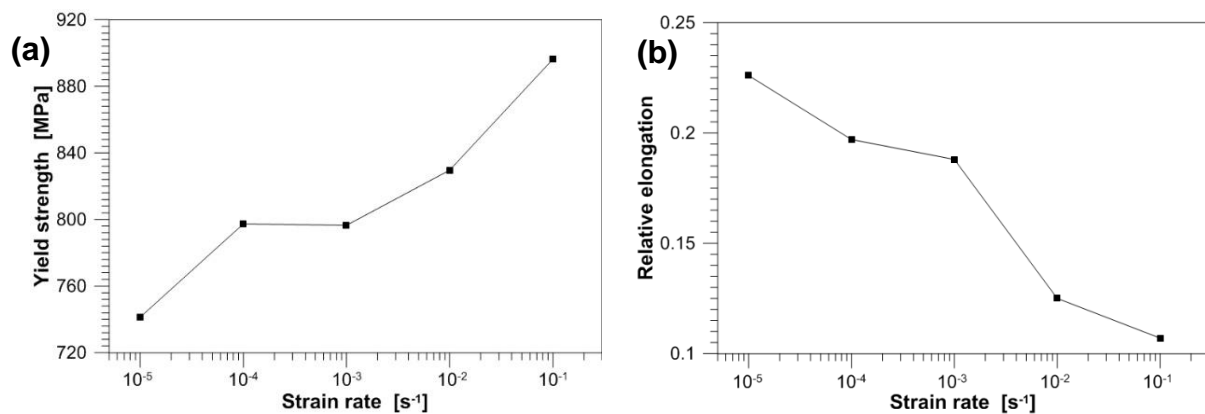 (a)
Yield strength [MPa]
920
880
840
800
760
720
10⁻⁵ 10⁻⁴ 10⁻³ 10⁻² 10⁻¹
Strain rate [s⁻¹]
(b)
Relative elongation
0.25
0.2
0.15
0.1
10⁻⁵ 10⁻⁴ 10⁻³ 10⁻² 10⁻¹
Strain rate [s⁻¹]